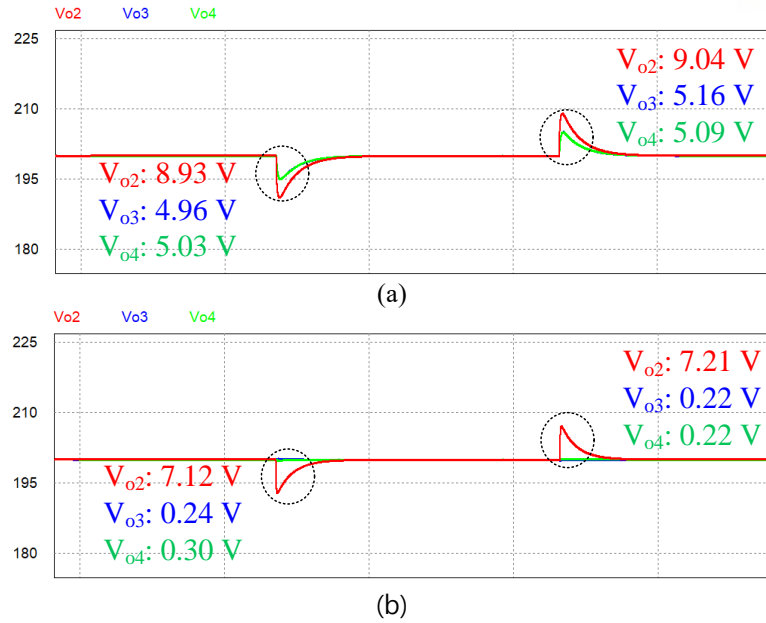 Vo2 Vo3 Vo4
225
210
195
180
Vo2: 9.04 V
Vo3: 5.16 V
Vo4: 5.09 V
Vo2: 8.93 V
Vo3: 4.96 V
Vo4: 5.03 V
(a)
Vo2 Vo3 Vo4
225
210
195
180
Vo2: 7.21 V
Vo3: 0.22 V
Vo4: 0.22 V
Vo2: 7.12 V
Vo3: 0.24 V
Vo4: 0.30 V
(b)